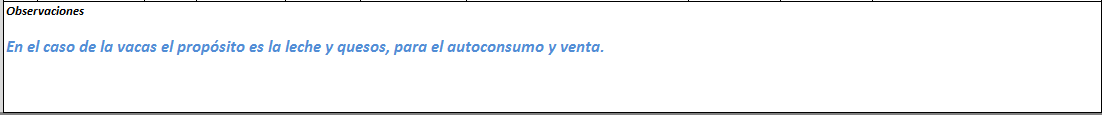 Observaciones
En el caso de la vacas el propósito es la leche y quesos, para el autoconsumo y venta.